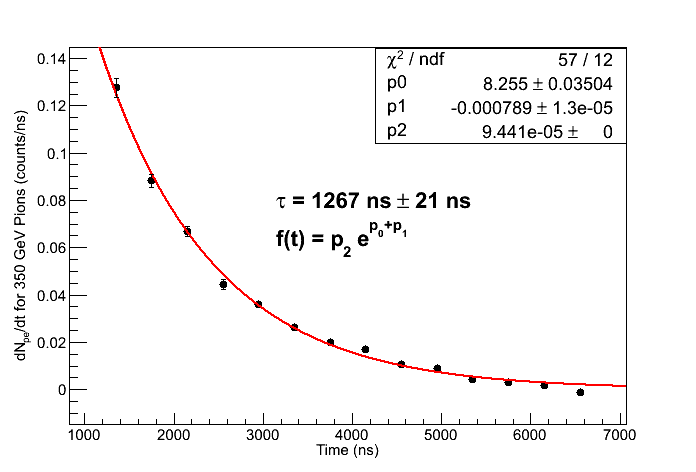 χ² / ndf 57 / 12
p0 8.255 ± 0.03504
p1 -0.000789 ± 1.3e-05
p2 9.441e-05 ± 0
τ = 1267 ns ± 21 ns
f(t) = p₂ e^(p₀+p₁)
dN_pe/dt for 350 GeV Pions (counts/ns)
0.14
0.12
0.1
0.08
0.06
0.04
0.02
0
1000 2000 3000 4000 5000 6000 7000
Time (ns)